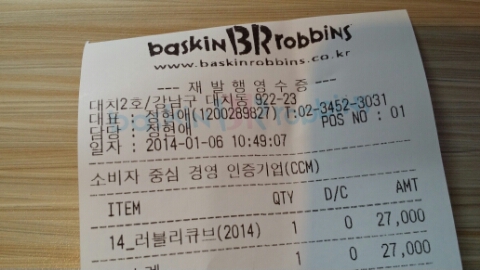 baskin BR robbins
www.baskinrobbins.co.kr
--- 재 발 행 영 수 증 ---
대치2호/강남구 대치동 922-23
대표 : 정현애(1200289827) T:02-3452-3031
담당 : 정현애 POS NO : 01
일자 : 2014-01-06 10:49:07
소비자 중심 경영 인증기업(CCM)
ITEM QTY D/C AMT
14_러블리큐브(2014) 1 0 27,000
1 0 27,000